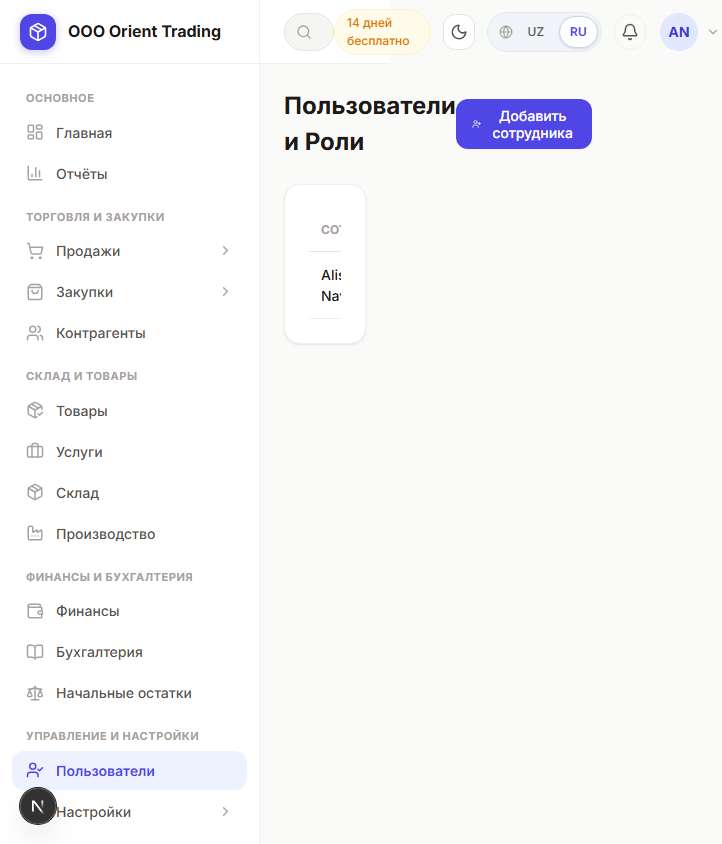 OOO Orient Trading
14 дней
бесплатно
UZ
RU
AN
ОСНОВНОЕ
Главная
Отчёты
ТОРГОВЛЯ И ЗАКУПКИ
Продажи
Закупки
Контрагенты
СКЛАД И ТОВАРЫ
Товары
Услуги
Склад
Производство
ФИНАНСЫ И БУХГАЛТЕРИЯ
Финансы
Бухгалтерия
Начальные остатки
УПРАВЛЕНИЕ И НАСТРОЙКИ
Пользователи
N
Настройки
Пользователи
и Роли
Добавить
сотрудника